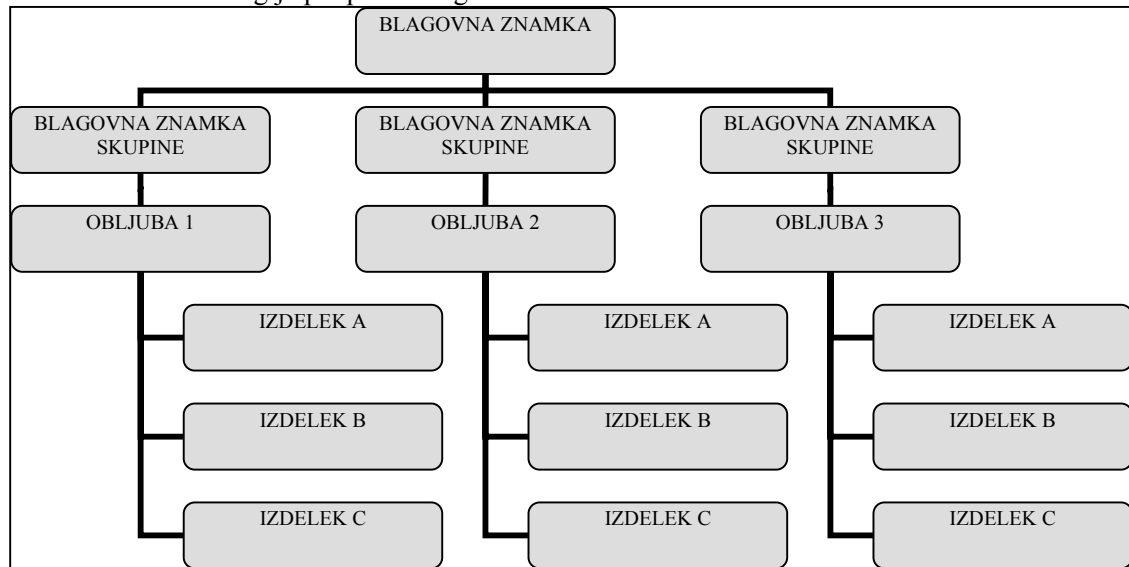 BLAGOVNA ZNAMKA
BLAGOVNA ZNAMKA
SKUPINE
BLAGOVNA ZNAMKA
SKUPINE
BLAGOVNA ZNAMKA
SKUPINE
OBLJUBA 1
OBLJUBA 2
OBLJUBA 3
IZDELEK A
IZDELEK A
IZDELEK A
IZDELEK B
IZDELEK B
IZDELEK B
IZDELEK C
IZDELEK C
IZDELEK C